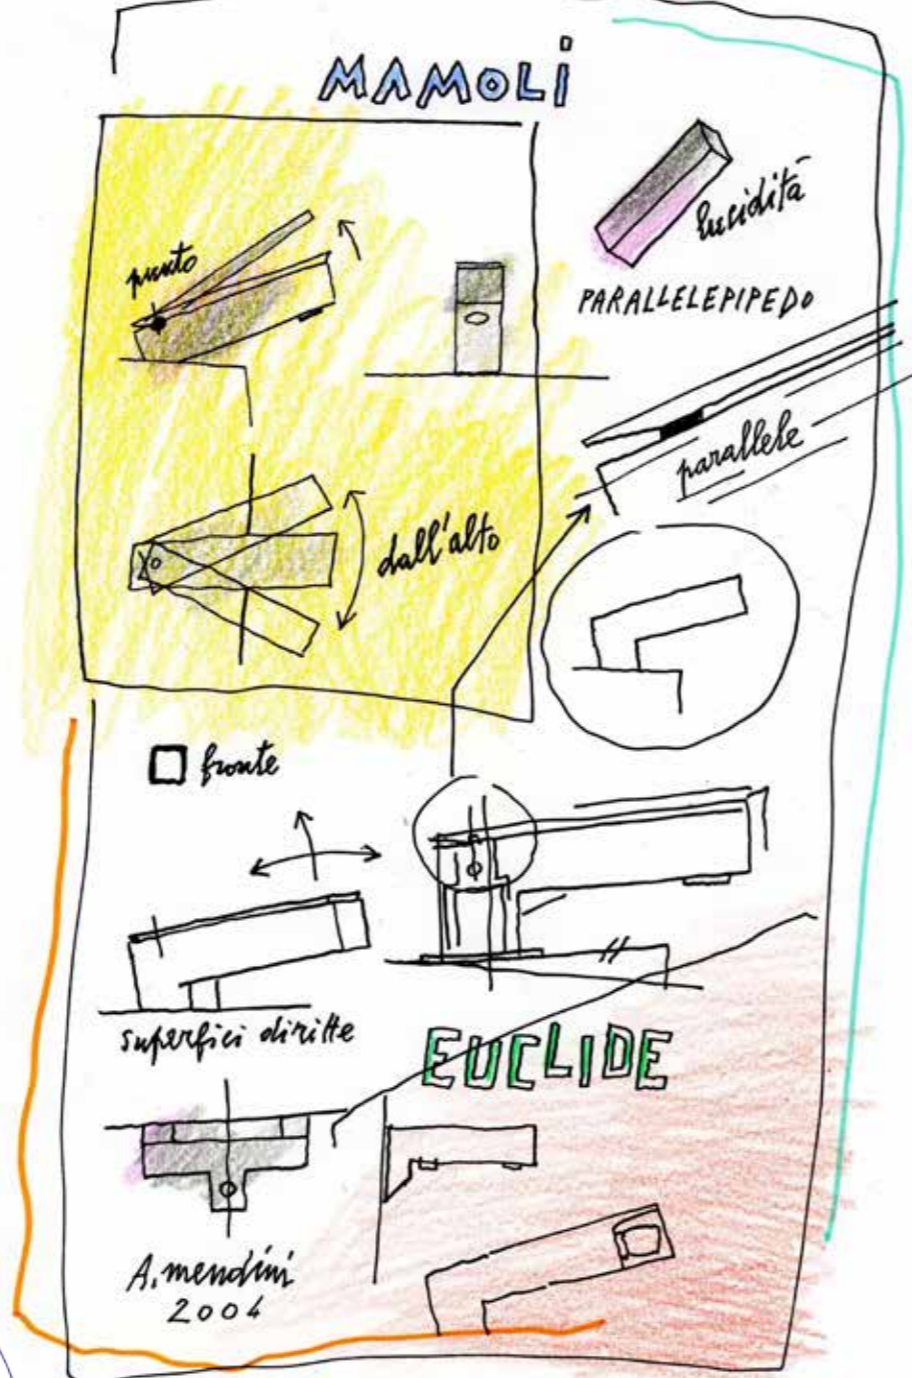 MAMOLi
lucidità
PARALLELEPIPEDO
punto
parallele
dall'alto
fronte
superfici diritte
EUCLIDE
A. mendini
2004